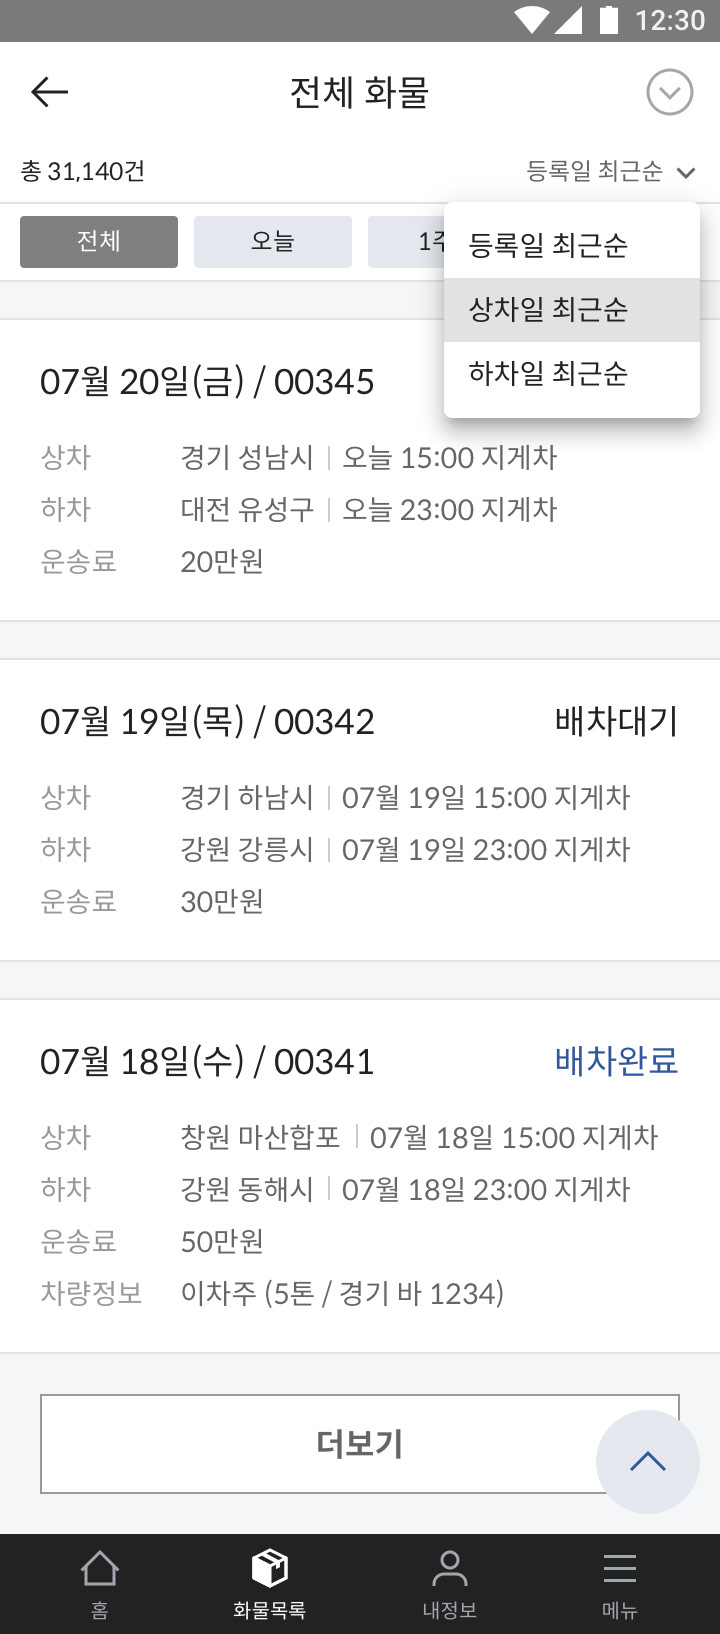 12:30
전체 화물
총 31,140건
등록일 최근순
전체
오늘
등록일 최근순
상차일 최근순
하차일 최근순
07월 20일(금) / 00345
상차 경기 성남시 | 오늘 15:00 지게차
하차 대전 유성구 | 오늘 23:00 지게차
운송료 20만원
07월 19일(목) / 00342 배차대기
상차 경기 하남시 | 07월 19일 15:00 지게차
하차 강원 강릉시 | 07월 19일 23:00 지게차
운송료 30만원
07월 18일(수) / 00341 배차완료
상차 창원 마산합포 | 07월 18일 15:00 지게차
하차 강원 동해시 | 07월 18일 23:00 지게차
운송료 50만원
차량정보 이차주 (5톤 / 경기 바 1234)
더보기
홈 화물목록 내정보 메뉴